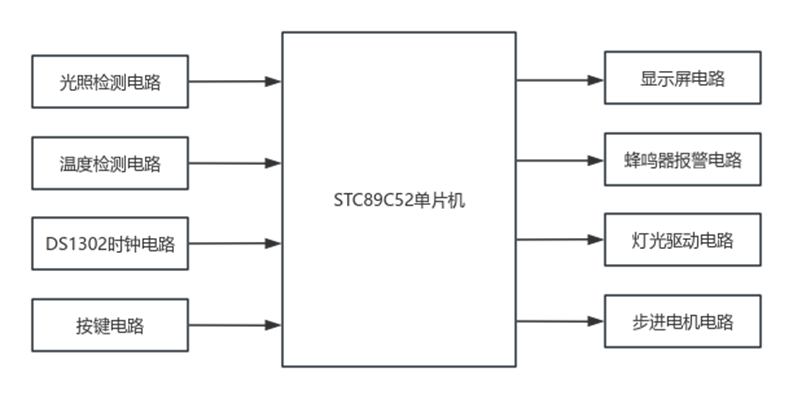 光照检测电路
温度检测电路
DS1302时钟电路
按键电路
STC89C52单片机
显示屏电路
蜂鸣器报警电路
灯光驱动电路
步进电机电路